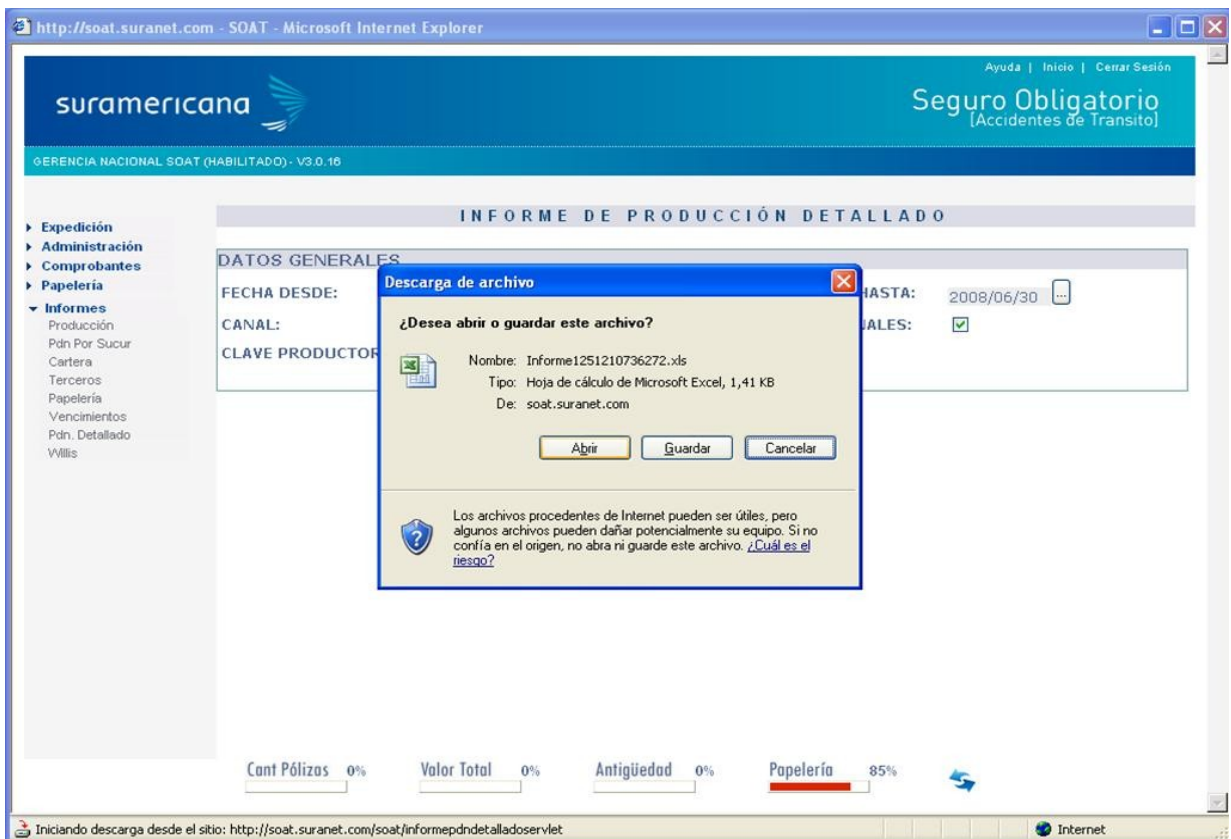 http://soat.suranet.com - SOAT - Microsoft Internet Explorer
Ayuda | Inicio | Cerrar Sesión
suramericana
Seguro Obligatorio
[Accidentes de Transito]
GERENCIA NACIONAL SOAT (HABILITADO) - V3.0.16
INFORME DE PRODUCCIÓN DETALLADO
Expedición
Administración
Comprobantes
Papelería
Informes
Producción
Pdn Por Sucur
Cartera
Terceros
Papelería
Vencimientos
Pdn. Detallado
Willis
DATOS GENERALES
FECHA DESDE:
HASTA:
2008/06/30
...
CANAL:
CLAVE PRODUCTOR
Descarga de archivo
¿Desea abrir o guardar este archivo?
Nombre: Informe1251210736272.xls
Tipo: Hoja de cálculo de Microsoft Excel, 1,41 KB
De: soat.suranet.com
Abrir Guardar Cancelar
Los archivos procedentes de Internet pueden ser útiles, pero
algunos archivos pueden dañar potencialmente su equipo. Si no
confía en el origen, no abra ni guarde este archivo. ¿Cuál es el
riesgo?
Cant Pólizas 0% Valor Total 0% Antigüedad 0% Papelería 85%
Iniciando descarga desde el sitio: http://soat.suranet.com/soat/informepdndetalladoservlet
Internet